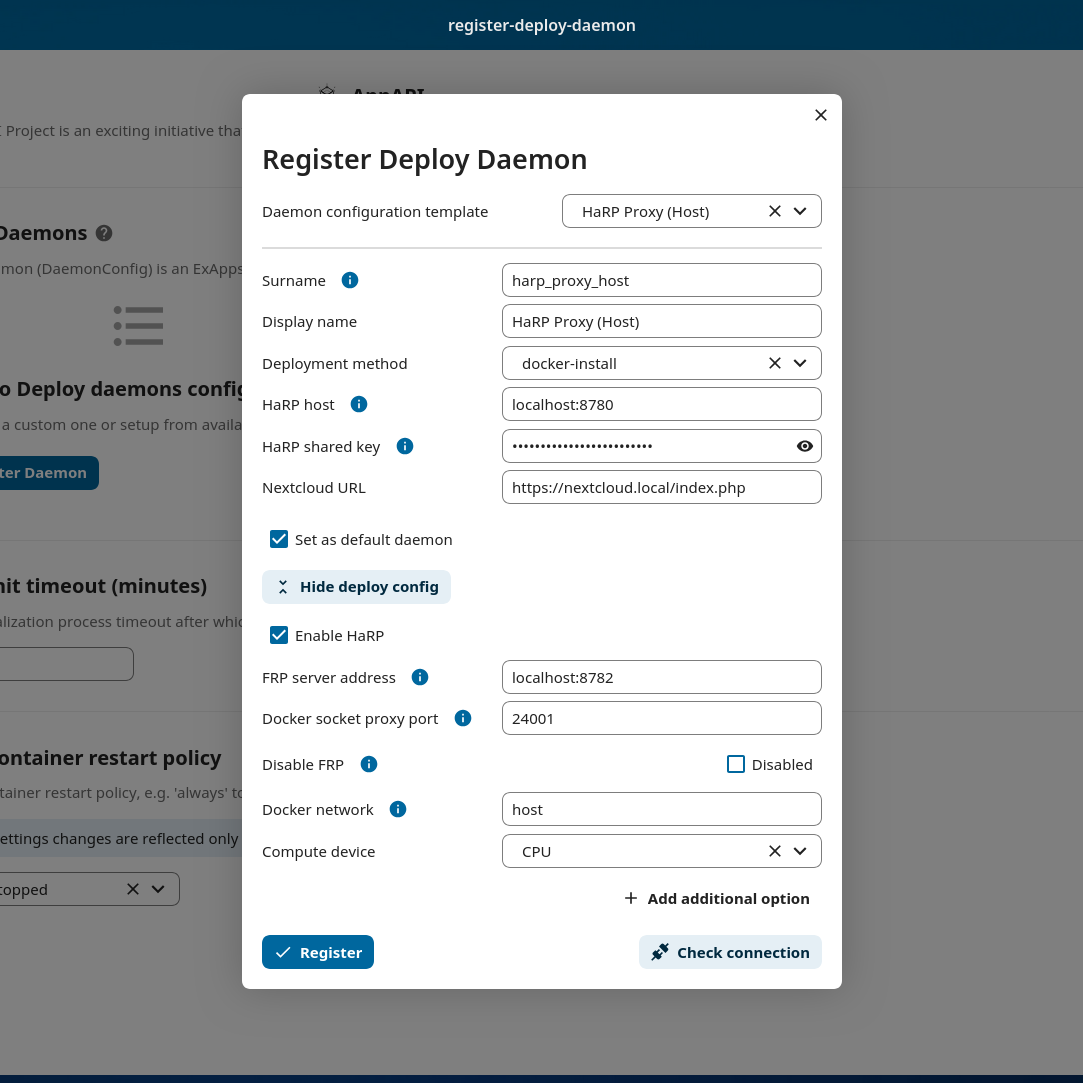 register-deploy-daemon
AppAPI
Project is an exciting initiative tha
Register Deploy Daemon
Daemon configuration template
HaRP Proxy (Host)
Daemons
mon (DaemonConfig) is an ExApps
Surname
harp_proxy_host
Display name
HaRP Proxy (Host)
Deployment method
docker-install
o Deploy daemons config
HaRP host
localhost:8780
a custom one or setup from availa
HaRP shared key
•••••••••••••••••••••••••
ter Daemon
Nextcloud URL
https://nextcloud.local/index.php
Set as default daemon
nit timeout (minutes)
Hide deploy config
alization process timeout after whic
Enable HaRP
FRP server address
localhost:8782
Docker socket proxy port
24001
ontainer restart policy
Disable FRP
Disabled
tainer restart policy, e.g. 'always' to
Docker network
host
ettings changes are reflected only
Compute device
CPU
topped
Add additional option
Register
Check connection